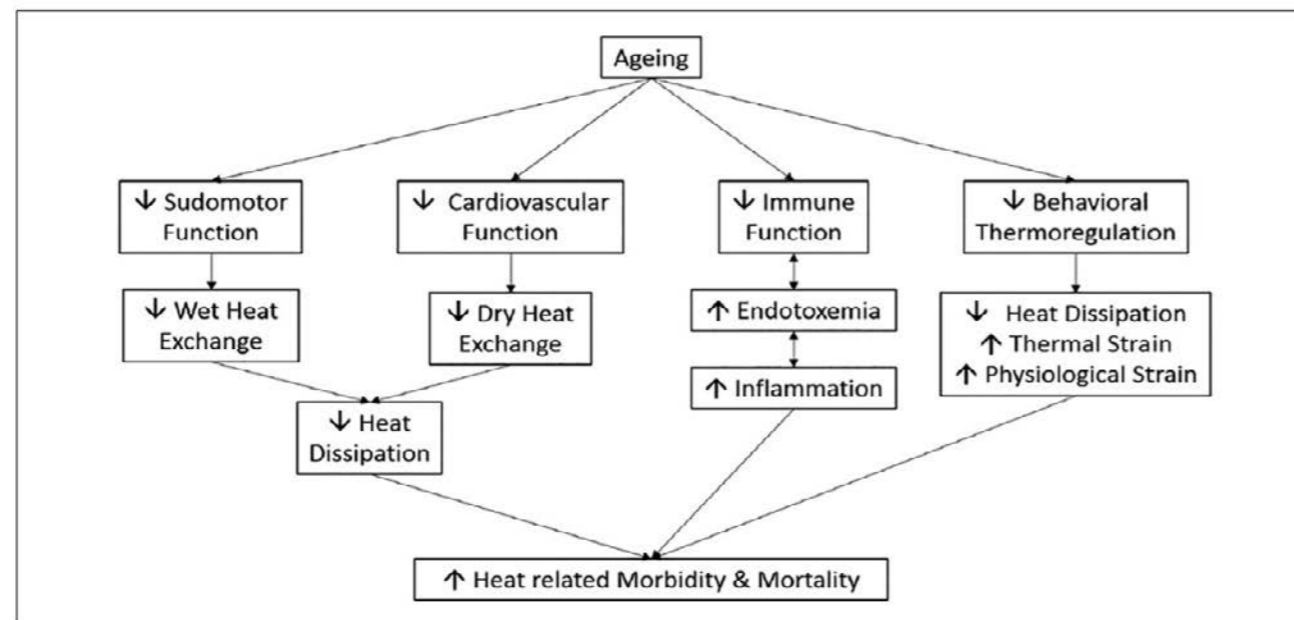 Ageing
↓ Sudomotor
Function
↓ Cardiovascular
Function
↓ Immune
Function
↓ Behavioral
Thermoregulation
↓ Wet Heat
Exchange
↓ Dry Heat
Exchange
↑ Endotoxemia
↓ Heat Dissipation
↑ Thermal Strain
↑ Physiological Strain
↑ Inflammation
↓ Heat
Dissipation
↑ Heat related Morbidity & Mortality